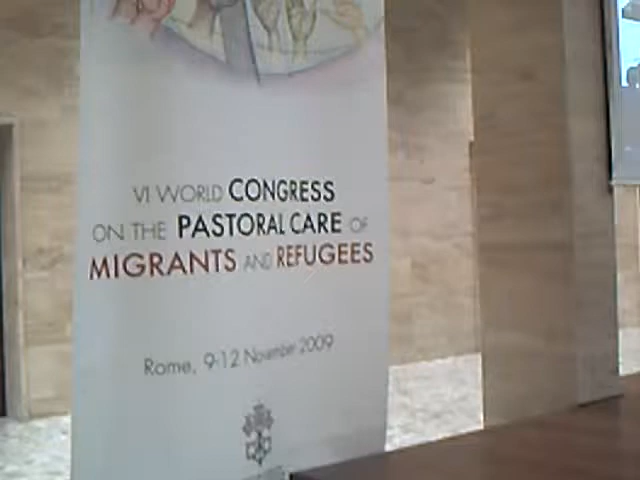 VI WORLD CONGRESS
ON THE PASTORAL CARE OF
MIGRANTS AND REFUGEES
Rome, 9-12 November 2009